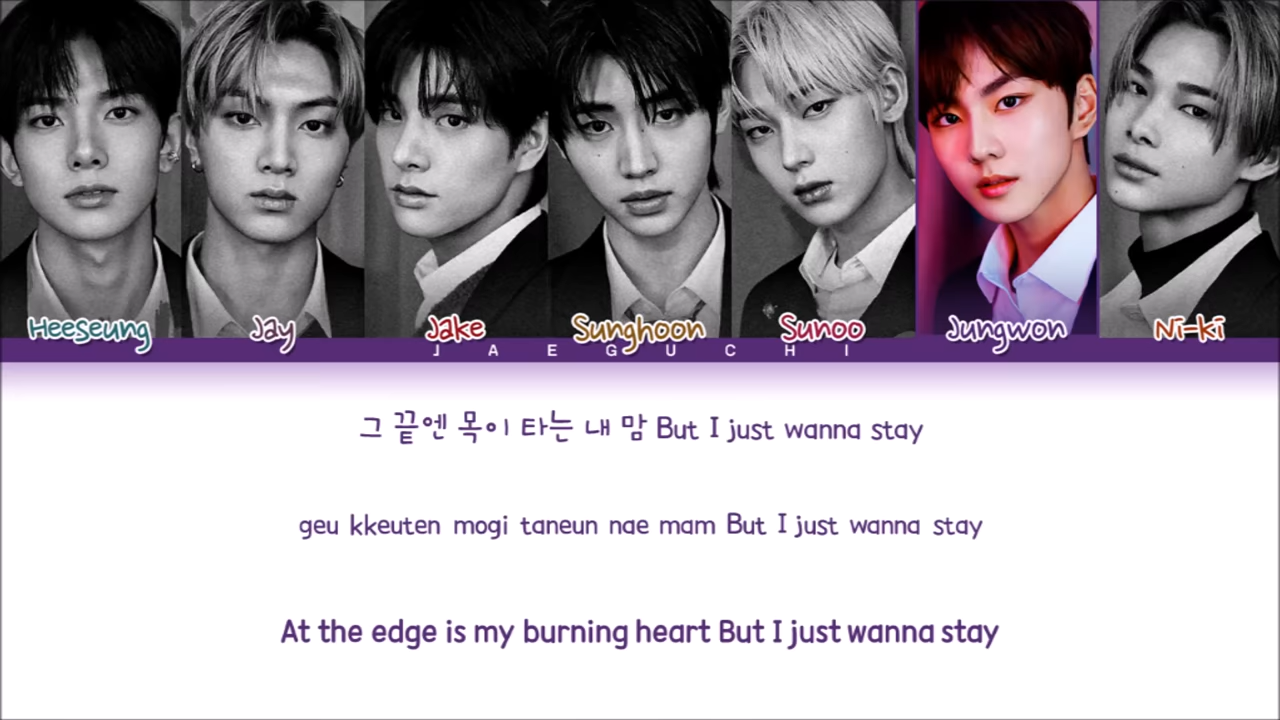 Heeseung Jay Jake Sunghoon Sunoo Jungwon Ni-ki
JAEGUCHI
그 끝엔 목이 타는 내 맘 But I just wanna stay
geu kkeuten mogi taneun nae mam But I just wanna stay
At the edge is my burning heart But I just wanna stay